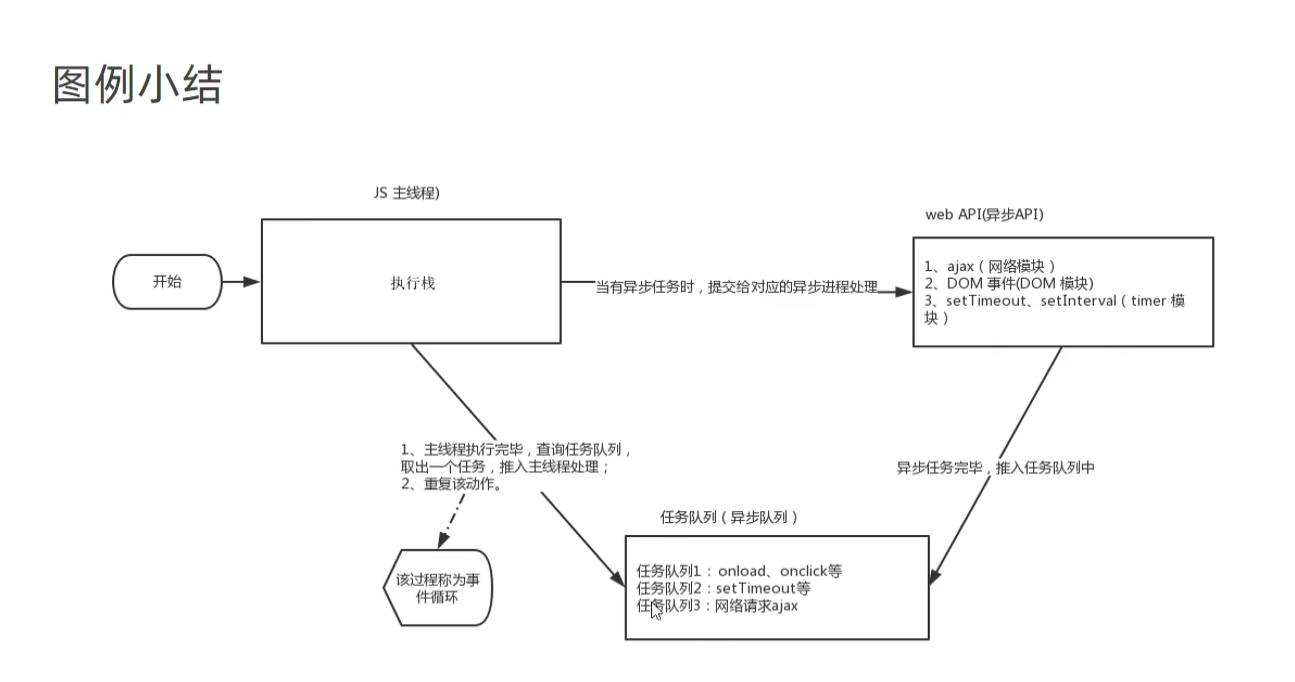 图例小结
JS 主线程)
web API(异步API)
开始
执行栈
当有异步任务时，提交给对应的异步进程处理
1、ajax（网络模块）
2、DOM 事件(DOM 模块)
3、setTimeout、setInterval（timer 模
块）
1、主线程执行完毕，查询任务队列，
取出一个任务，推入主线程处理；
2、重复该动作。
异步任务完毕，推入任务队列中
任务队列（异步队列）
该过程称为事
件循环
任务队列1：onload、onclick等
任务队列2：setTimeout等
任务队列3：网络请求ajax